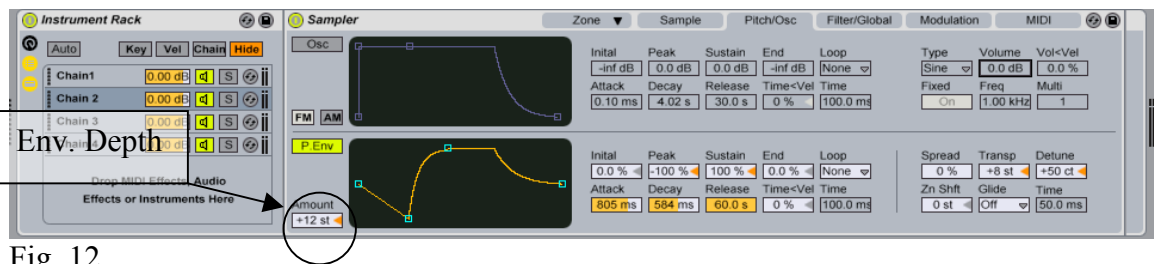 Instrument Rack
Auto Key Vel Chain Hide
Chain1 0.00 dB S
Chain 2 0.00 dB S
Chain 3 0.00 dB S
Chain 4 0.00 dB S
Drop MIDI Effects, Audio
Effects or Instruments Here
Env. Depth
Sampler Zone Sample Pitch/Osc Filter/Global Modulation MIDI
Osc
FM AM
Inital Peak Sustain End Loop Type Volume Vol<Vel
-inf dB 0.0 dB 0.0 dB -inf dB None Sine 0.0 dB 0.0 %
Attack Decay Release Time<Vel Time Fixed Freq Multi
0.10 ms 4.02 s 30.0 s 0 % 100.0 ms On 1.00 kHz 1
P.Env
Amount
+12 st
Inital Peak Sustain End Loop Spread Transp Detune
0.0 % -100 % 100 % 0.0 % None 0 % +8 st +50 ct
Attack Decay Release Time<Vel Time Zn Shft Glide Time
805 ms 584 ms 60.0 s 0 % 100.0 ms 0 st Off 50.0 ms
Fig. 12